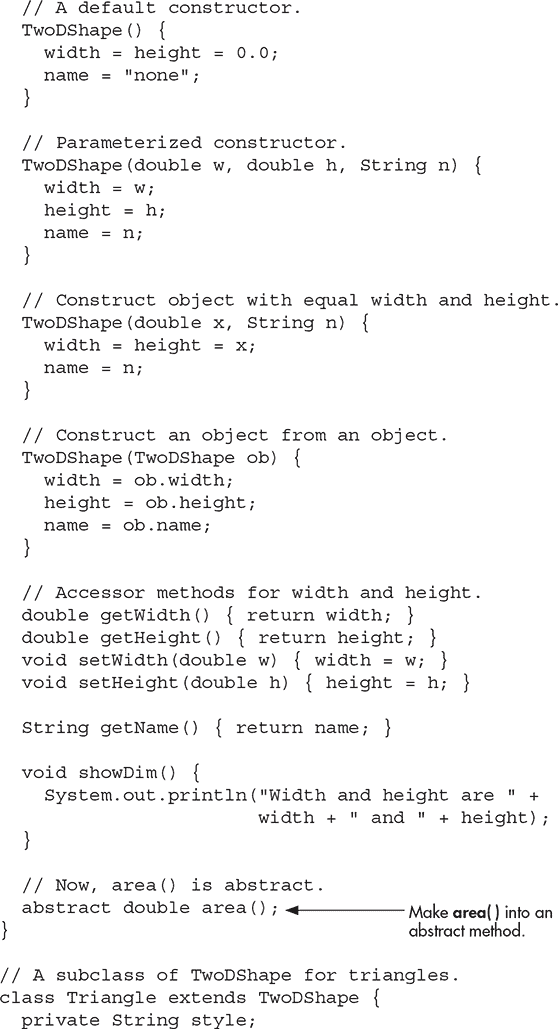 // A default constructor.
TwoDShape() {
width = height = 0.0;
name = "none";
}
// Parameterized constructor.
TwoDShape(double w, double h, String n) {
width = w;
height = h;
name = n;
}
// Construct object with equal width and height.
TwoDShape(double x, String n) {
width = height = x;
name = n;
}
// Construct an object from an object.
TwoDShape(TwoDShape ob) {
width = ob.width;
height = ob.height;
name = ob.name;
}
// Accessor methods for width and height.
double getWidth() { return width; }
double getHeight() { return height; }
void setWidth(double w) { width = w; }
void setHeight(double h) { height = h; }
String getName() { return name; }
void showDim() {
System.out.println("Width and height are " +
width + " and " + height);
}
// Now, area() is abstract.
abstract double area();
Make area( ) into an
abstract method.
}
// A subclass of TwoDShape for triangles.
class Triangle extends TwoDShape {
private String style;